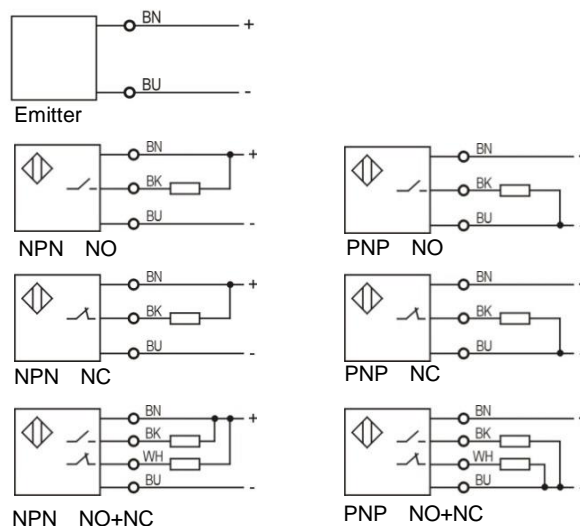 BN +
BU -
Emitter
BN +
BK
BU -
NPN NO
BN
BK
BU
PNP NO
BN +
BK
BU -
NPN NC
BN
BK
BU
PNP NC
BN +
BK
WH
BU -
NPN NO+NC
BN
BK
WH
BU
PNP NO+NC